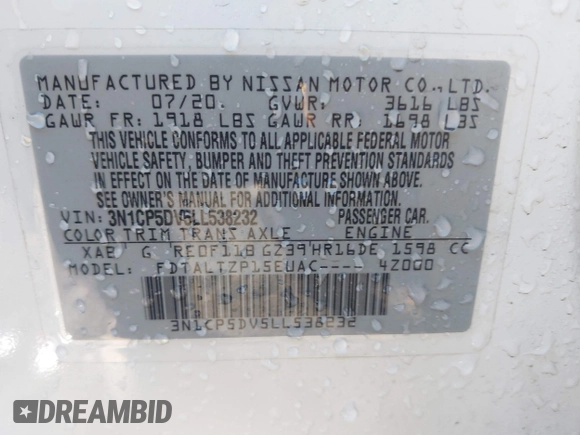 MANUFACTURED BY NISSAN MOTOR CO., LTD.
DATE: 07/20 GVWR: 3616 LBS
GAWR FR: 1918 LBS GAWR RR: 1698 LBS
THIS VEHICLE CONFORMS TO ALL APPLICABLE FEDERAL MOTOR
VEHICLE SAFETY, BUMPER AND THEFT PREVENTION STANDARDS
IN EFFECT ON THE DATE OF MANUFACTURE SHOWN ABOVE.
SEE OWNER'S MANUAL FOR ADDITIONAL INFORMATION.
VIN: 3N1CP5DV5LL538232 PASSENGER CAR
COLOR TRIM TRANS AXLE ENGINE
XAB G RE0F11B GZ39 HR16DE 1598 CC
MODEL: FDTALTZP15EUAC---- 4Z0G0
3N1CP5DV5LL538232
DREAMBID